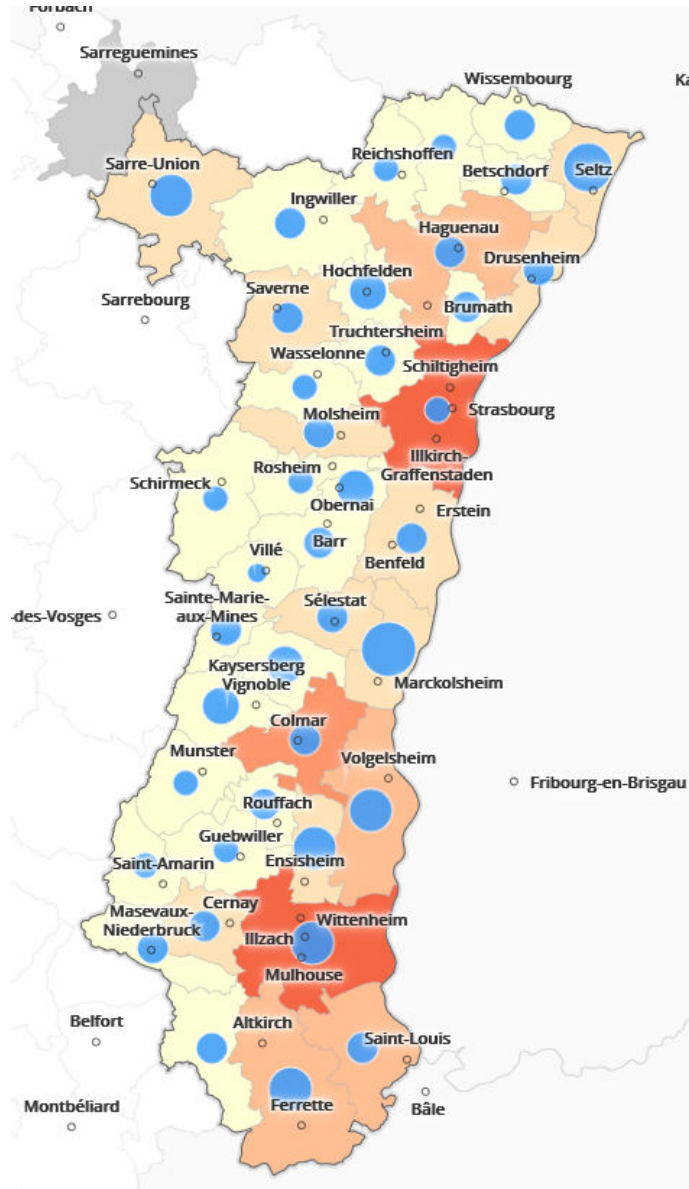 Forbach
Sarreguemines
Wissembourg
Ka
Reichshoffen
Sarre-Union
Betschdorf
Seltz
Ingwiller
Haguenau
Drusenheim
Hochfelden
Saverne
Sarrebourg
Brumath
Truchtersheim
Wasselonne
Schiltigheim
Molsheim
Strasbourg
Illkirch-
Graffenstaden
Rosheim
Schirmeck
Obernai
Erstein
Barr
Villé
Benfeld
Sainte-Marie-
aux-Mines
Sélestat
-des-Vosges
Kaysersberg
Vignoble
Marckolsheim
Colmar
Munster
Volgelsheim
Fribourg-en-Brisgau
Rouffach
Guebwiller
Ensisheim
Saint-Amarin
Cernay
Masevaux-
Niederbruck
Wittenheim
Illzach
Mulhouse
Belfort
Altkirch
Saint-Louis
Montbéliard
Ferrette
Bâle